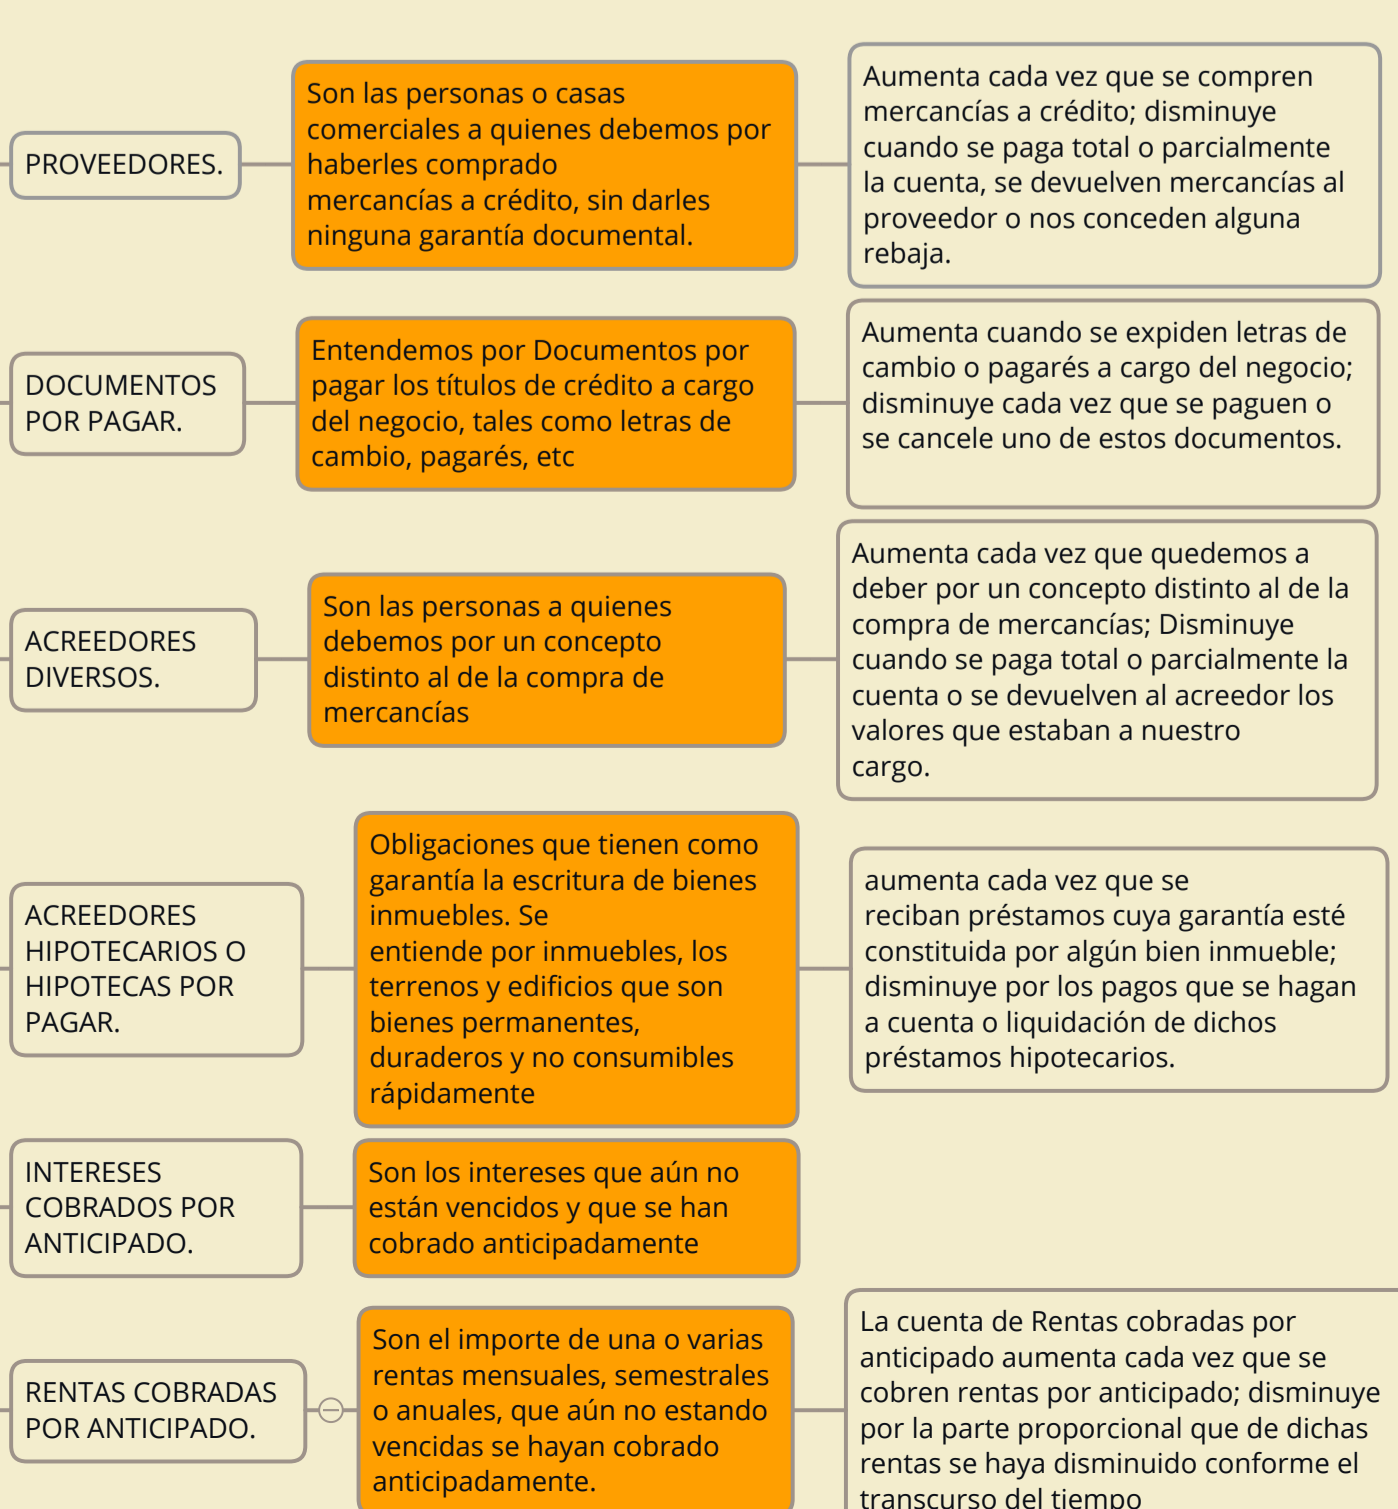 PROVEEDORES.
Son las personas o casas
comerciales a quienes debemos por
haberles comprado
mercancías a crédito, sin darles
ninguna garantía documental.
Aumenta cada vez que se compren
mercancías a crédito; disminuye
cuando se paga total o parcialmente
la cuenta, se devuelven mercancías al
proveedor o nos conceden alguna
rebaja.
DOCUMENTOS
POR PAGAR.
Entendemos por Documentos por
pagar los títulos de crédito a cargo
del negocio, tales como letras de
cambio, pagarés, etc
Aumenta cuando se expiden letras de
cambio o pagarés a cargo del negocio;
disminuye cada vez que se paguen o
se cancele uno de estos documentos.
ACREEDORES
DIVERSOS.
Son las personas a quienes
debemos por un concepto
distinto al de la compra de
mercancías
Aumenta cada vez que quedemos a
deber por un concepto distinto al de la
compra de mercancías; Disminuye
cuando se paga total o parcialmente la
cuenta o se devuelven al acreedor los
valores que estaban a nuestro
cargo.
ACREEDORES
HIPOTECARIOS O
HIPOTECAS POR
PAGAR.
Obligaciones que tienen como
garantía la escritura de bienes
inmuebles. Se
entiende por inmuebles, los
terrenos y edificios que son
bienes permanentes,
duraderos y no consumibles
rápidamente
aumenta cada vez que se
reciban préstamos cuya garantía esté
constituida por algún bien inmueble;
disminuye por los pagos que se hagan
a cuenta o liquidación de dichos
préstamos hipotecarios.
INTERESES
COBRADOS POR
ANTICIPADO.
Son los intereses que aún no
están vencidos y que se han
cobrado anticipadamente
RENTAS COBRADAS
POR ANTICIPADO.
Son el importe de una o varias
rentas mensuales, semestrales
o anuales, que aún no estando
vencidas se hayan cobrado
anticipadamente.
La cuenta de Rentas cobradas por
anticipado aumenta cada vez que se
cobren rentas por anticipado; disminuye
por la parte proporcional que de dichas
rentas se haya disminuido conforme el
transcurso del tiempo